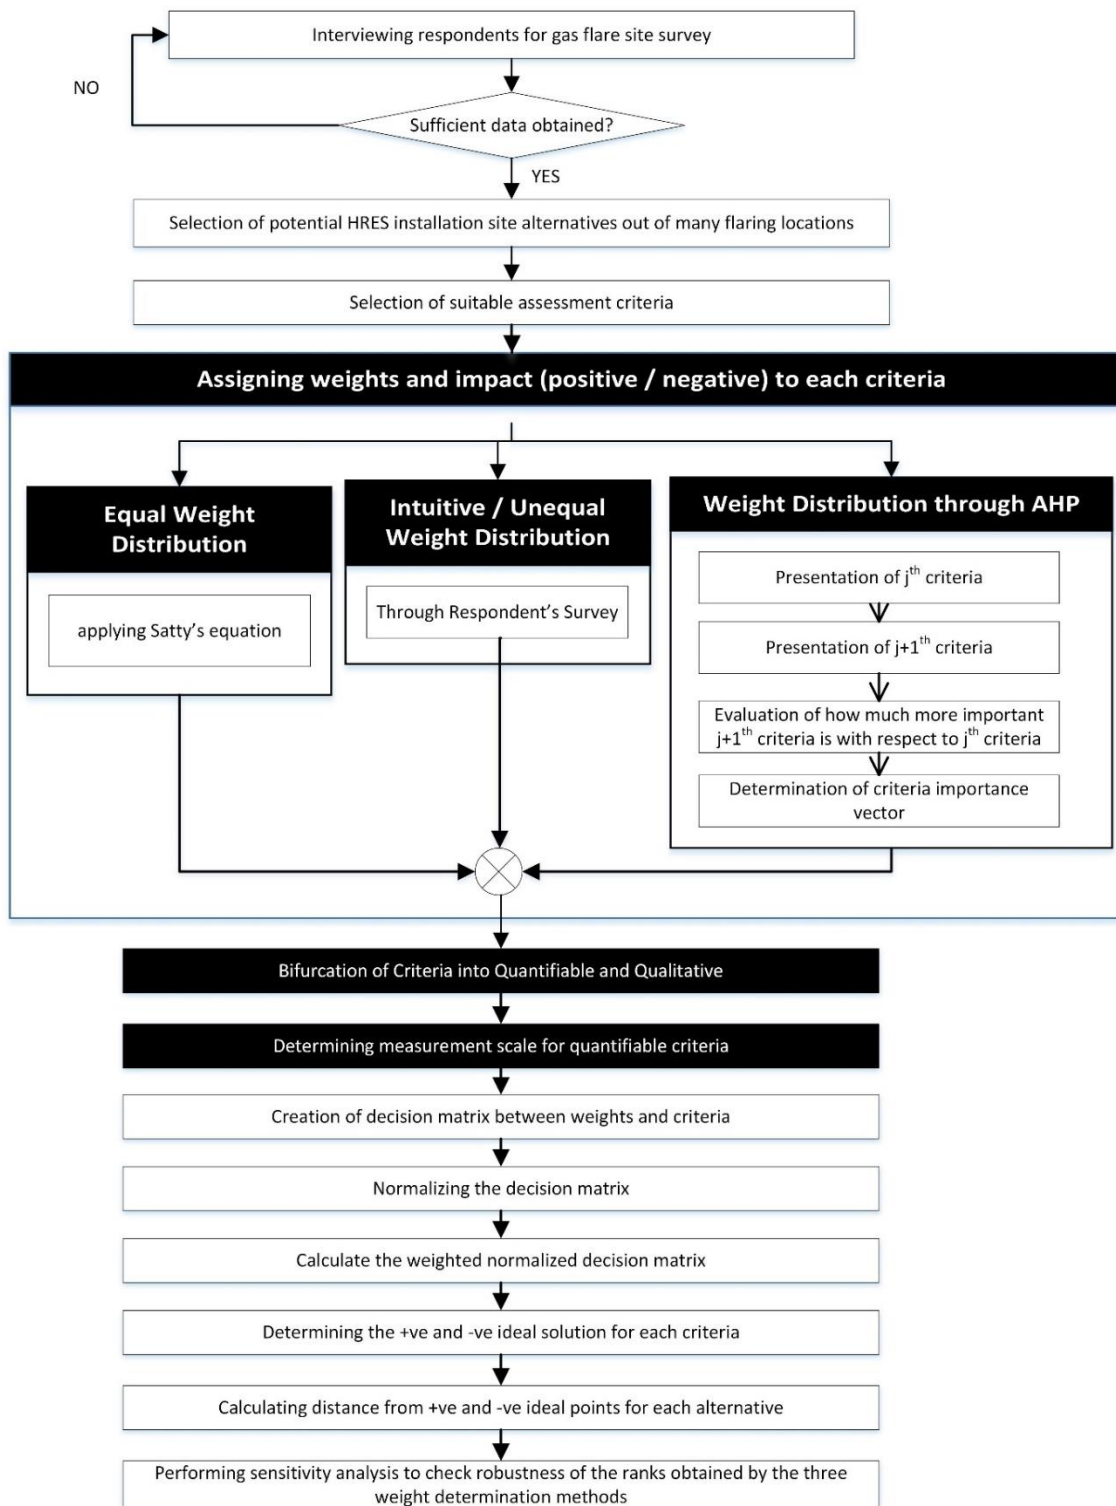 Interviewing respondents for gas flare site survey
NO
Sufficient data obtained?
YES
Selection of potential HRES installation site alternatives out of many flaring locations
Selection of suitable assessment criteria
Assigning weights and impact (positive / negative) to each criteria
Equal Weight
Distribution
applying Satty's equation
Intuitive / Unequal
Weight Distribution
Through Respondent's Survey
Weight Distribution through AHP
Presentation of jth criteria
Presentation of j+1th criteria
Evaluation of how much more important
j+1th criteria is with respect to jth criteria
Determination of criteria importance
vector
Bifurcation of Criteria into Quantifiable and Qualitative
Determining measurement scale for quantifiable criteria
Creation of decision matrix between weights and criteria
Normalizing the decision matrix
Calculate the weighted normalized decision matrix
Determining the +ve and -ve ideal solution for each criteria
Calculating distance from +ve and -ve ideal points for each alternative
Performing sensitivity analysis to check robustness of the ranks obtained by the three
weight determination methods